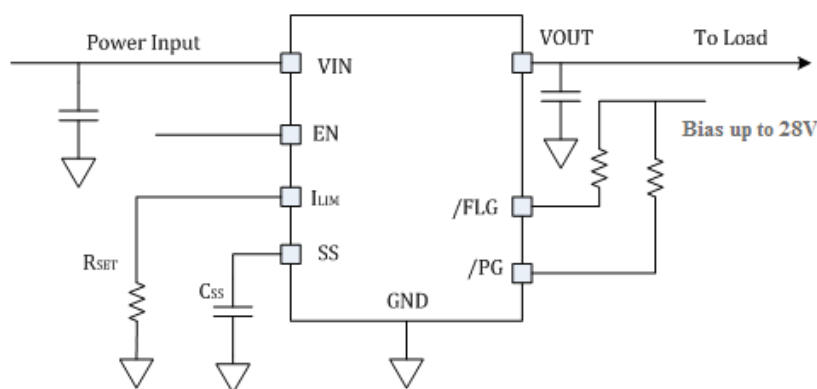 Power Input
VIN
VOUT
To Load
Bias up to 28V
EN
ILIM
/FLG
RSET
SS
/PG
CSS
GND